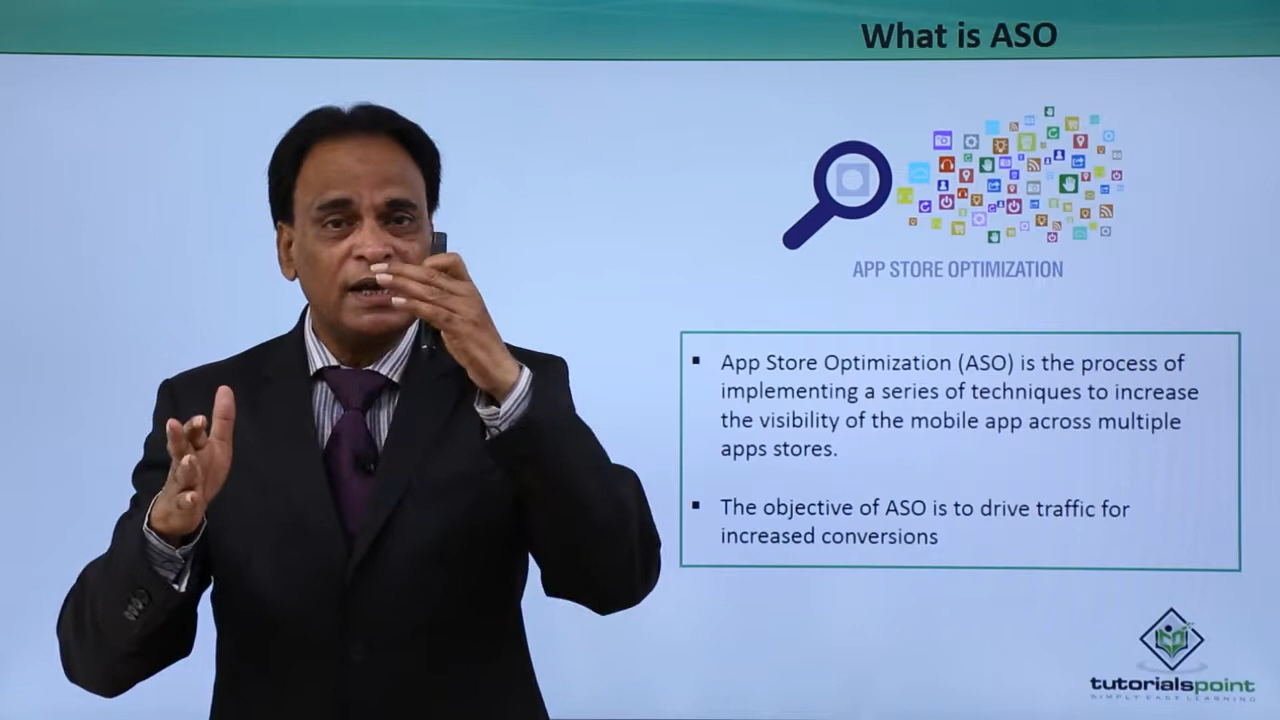 What is ASO
APP STORE OPTIMIZATION
▪ App Store Optimization (ASO) is the process of
implementing a series of techniques to increase
the visibility of the mobile app across multiple
apps stores.
▪ The objective of ASO is to drive traffic for
increased conversions
tutorialspoint
SIMPLY EASY LEARNING